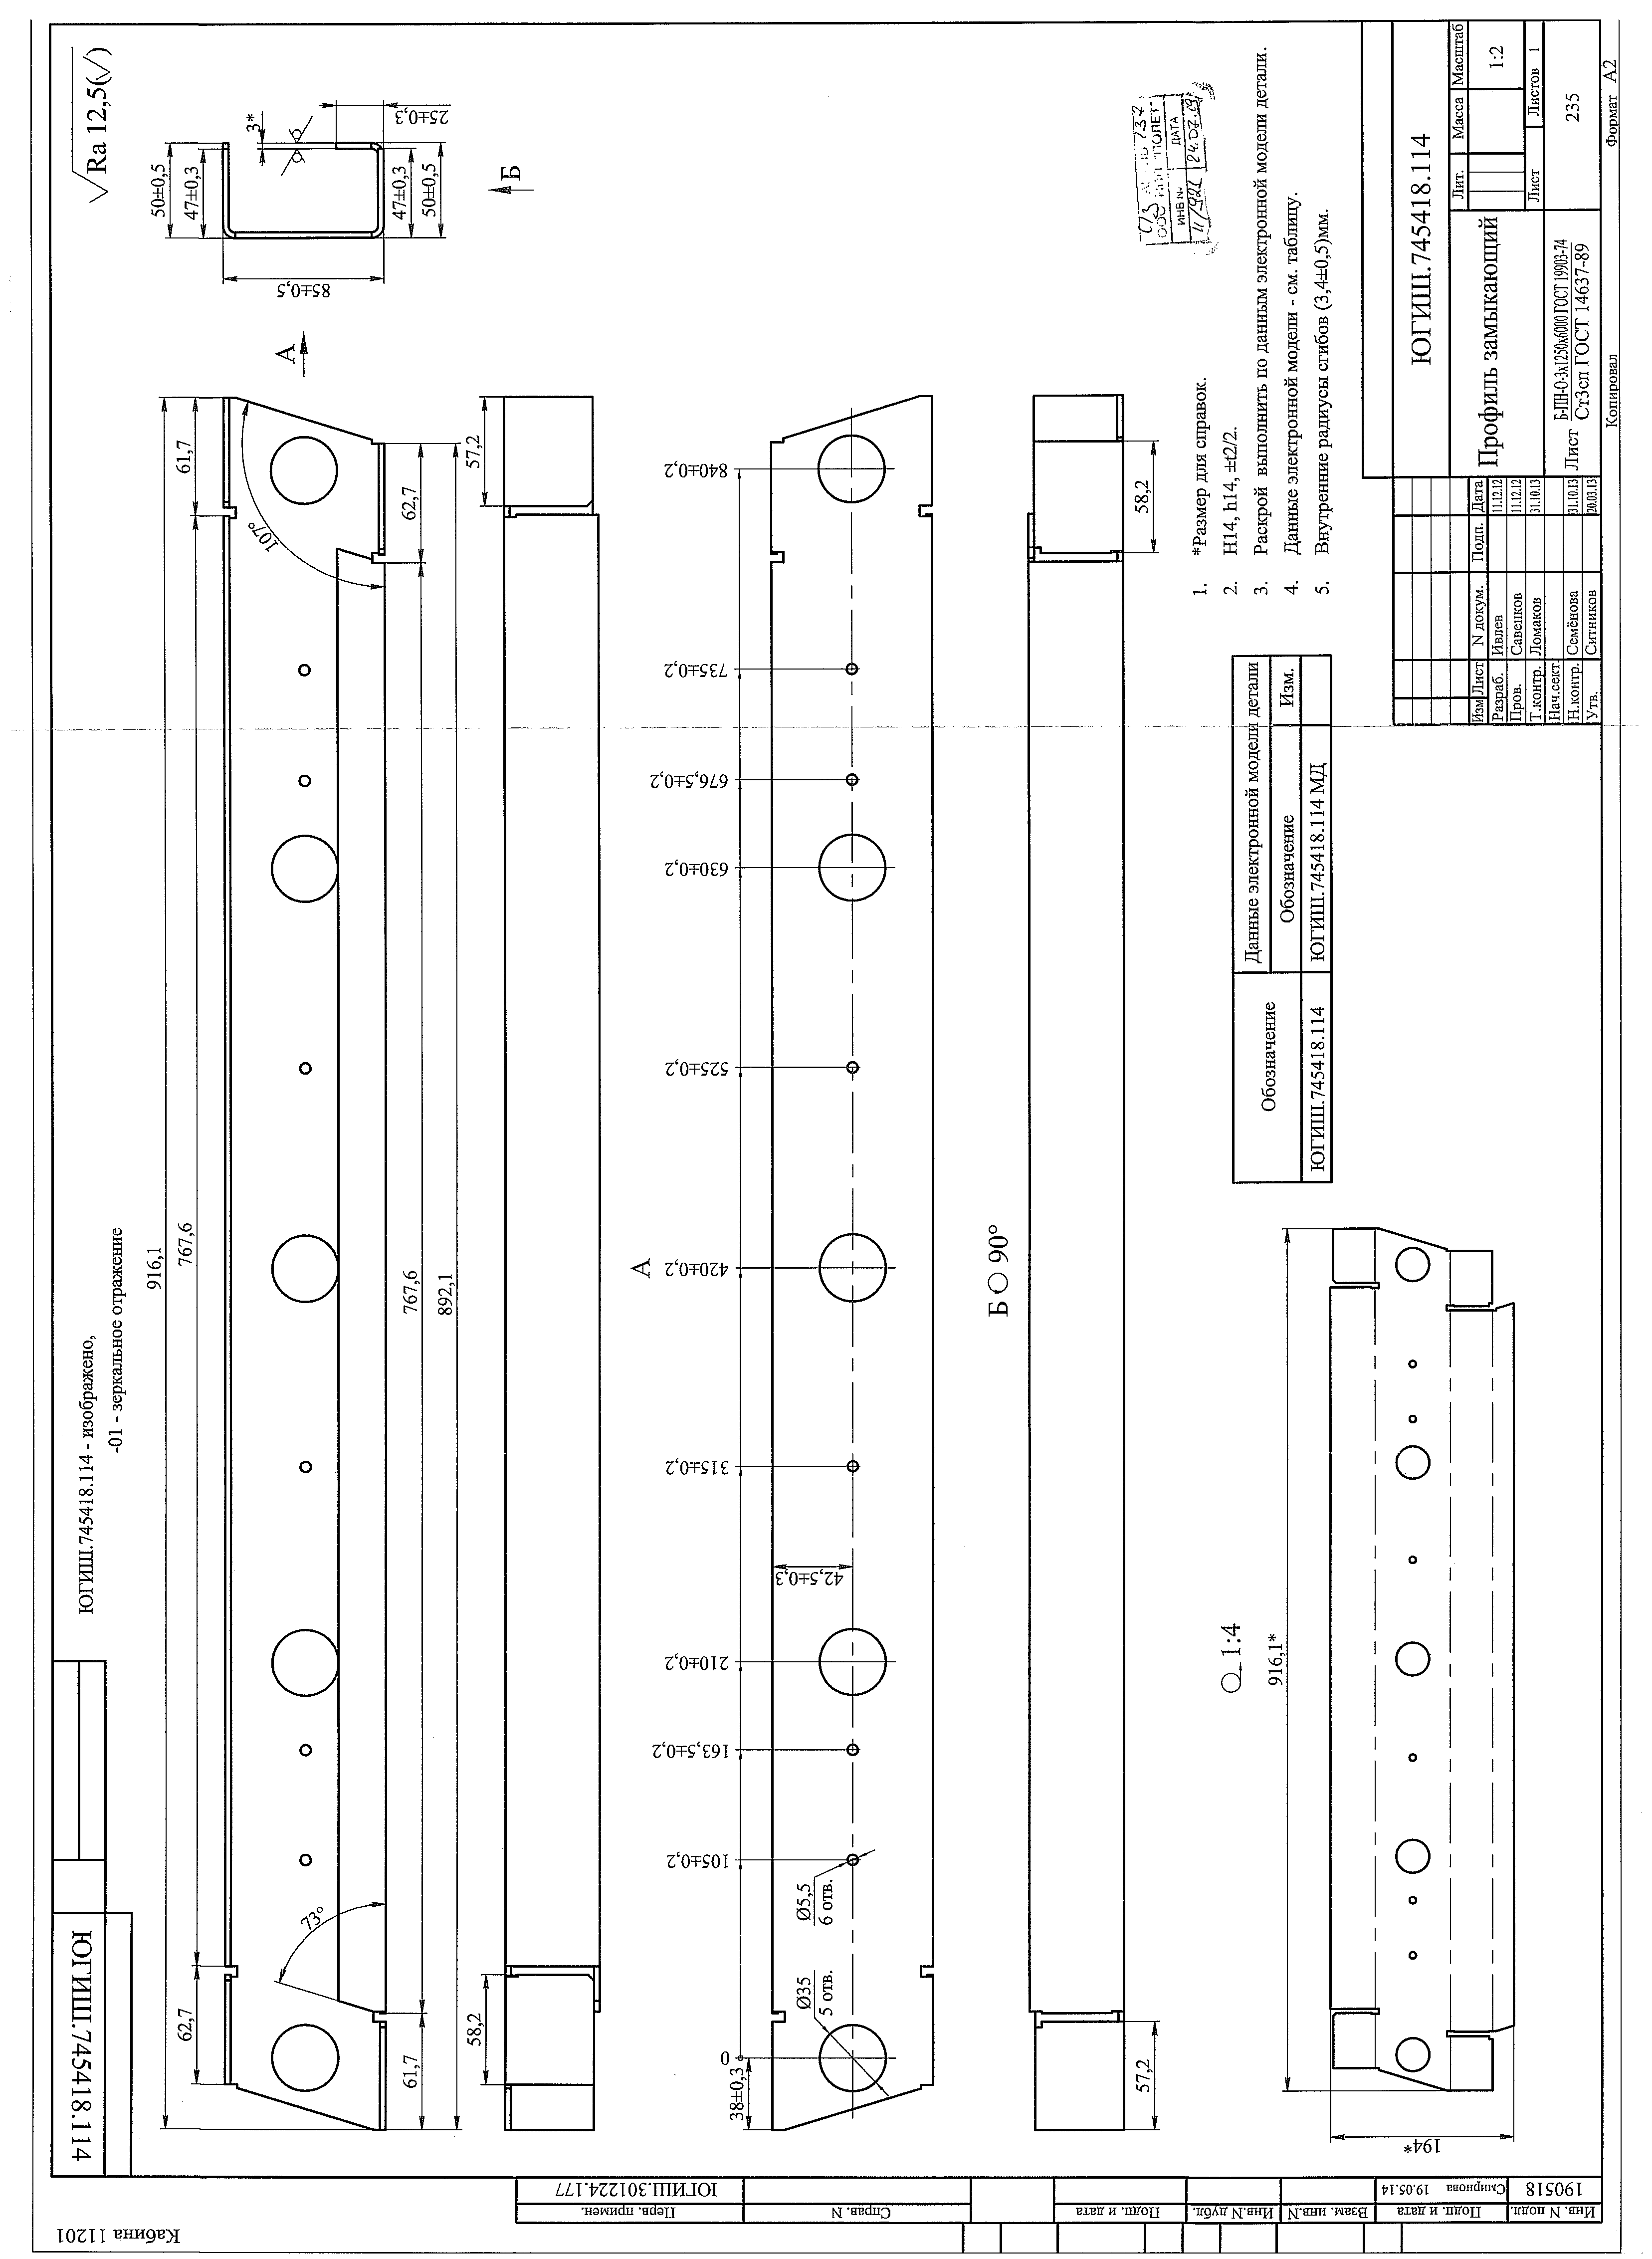 Кабина 11201
ЮГИШ.745418.114
ЮГИШ.745418.114 - изображено,
-01 - зеркальное отражение
Ra 12,5(√)
916,1
62,7
767,6
61,7
107°
73°
61,7
767,6
62,7
892,1
А
85±0,5
50±0,5
47±0,3
3*
25±0,3
47±0,3
50±0,5
Б
58,2
57,2
А
38±0,3
0
105±0,2
163,5±0,2
210±0,2
315±0,2
420±0,2
525±0,2
630±0,2
676,5±0,2
735±0,2
840±0,2
Ø35
5 отв.
Ø5,5
6 отв.
42,5±0,3
Б 90°
57,2
58,2
1:4
916,1*
194*
1. *Размер для справок.
2. H14, h14, ±t2/2.
3. Раскрой выполнить по данным электронной модели детали.
4. Данные электронной модели - см. таблицу.
5. Внутренние радиусы сгибов (3,4±0,5)мм.
Обозначение
Данные электронной модели детали
Обозначение
Изм.
ЮГИШ.745418.114
ЮГИШ.745418.114 МД
ИНВ №
ДАТА
24.07.19
ЮГИШ.745418.114
Изм Лист N докум. Подп. Дата
Разраб. Ивлев 11.12.12
Пров. Савенков 11.12.12
Т.контр. Ломаков 31.10.13
Нач.сект.
Н.контр. Семёнова 31.10.13
Утв. Ситников 20.03.13
Профиль замыкающий
Лит. Масса Масштаб
1:2
Лист Листов 1
Лист Б-ПН-О-3х1250х6000 ГОСТ 19903-74
Ст3сп ГОСТ 14637-89
235
Копировал
Формат А2
Перв. примен.
ЮГИШ.301224.177
Справ. N
Подп. и дата
Инв.N дубл.
Взам. инв.N
Подп. и дата
Смирнова 19.05.14
Инв. N подл.
190518